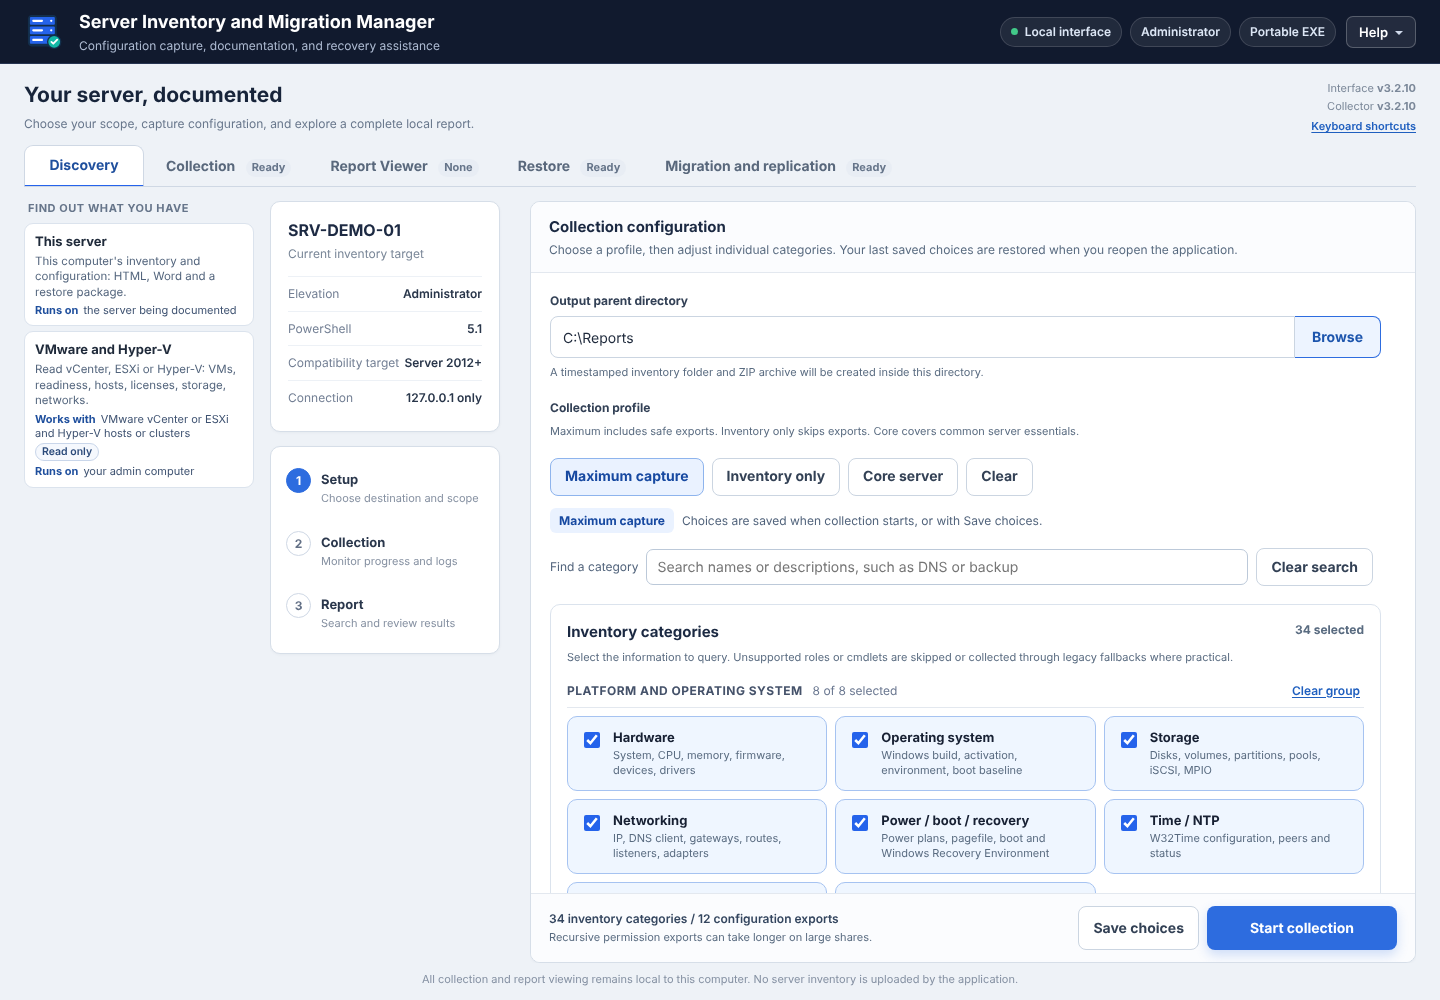 Server Inventory and Migration Manager
Configuration capture, documentation, and recovery assistance
Local interface
Administrator
Portable EXE
Help
Your server, documented
Choose your scope, capture configuration, and explore a complete local report.
Interface v3.2.10
Collector v3.2.10
Keyboard shortcuts
Discovery
Collection Ready
Report Viewer None
Restore Ready
Migration and replication Ready
FIND OUT WHAT YOU HAVE
This server
This computer's inventory and
configuration: HTML, Word and a
restore package.
Runs on the server being documented
VMware and Hyper-V
Read vCenter, ESXi or Hyper-V: VMs,
readiness, hosts, licenses, storage,
networks.
Works with VMware vCenter or ESXi
and Hyper-V hosts or clusters
Read only
Runs on your admin computer
SRV-DEMO-01
Current inventory target
Elevation Administrator
PowerShell 5.1
Compatibility target Server 2012+
Connection 127.0.0.1 only
1 Setup
Choose destination and scope
2 Collection
Monitor progress and logs
3 Report
Search and review results
Collection configuration
Choose a profile, then adjust individual categories. Your last saved choices are restored when you reopen the application.
Output parent directory
C:\Reports
Browse
A timestamped inventory folder and ZIP archive will be created inside this directory.
Collection profile
Maximum includes safe exports. Inventory only skips exports. Core covers common server essentials.
Maximum capture
Inventory only
Core server
Clear
Maximum capture Choices are saved when collection starts, or with Save choices.
Find a category
Search names or descriptions, such as DNS or backup
Clear search
Inventory categories
34 selected
Select the information to query. Unsupported roles or cmdlets are skipped or collected through legacy fallbacks where practical.
PLATFORM AND OPERATING SYSTEM 8 of 8 selected
Clear group
Hardware
System, CPU, memory, firmware,
devices, drivers
Operating system
Windows build, activation,
environment, boot baseline
Storage
Disks, volumes, partitions, pools,
iSCSI, MPIO
Networking
IP, DNS client, gateways, routes,
listeners, adapters
Power / boot / recovery
Power plans, pagefile, boot and
Windows Recovery Environment
Time / NTP
W32Time configuration, peers and
status
34 inventory categories / 12 configuration exports
Recursive permission exports can take longer on large shares.
Save choices
Start collection
All collection and report viewing remains local to this computer. No server inventory is uploaded by the application.